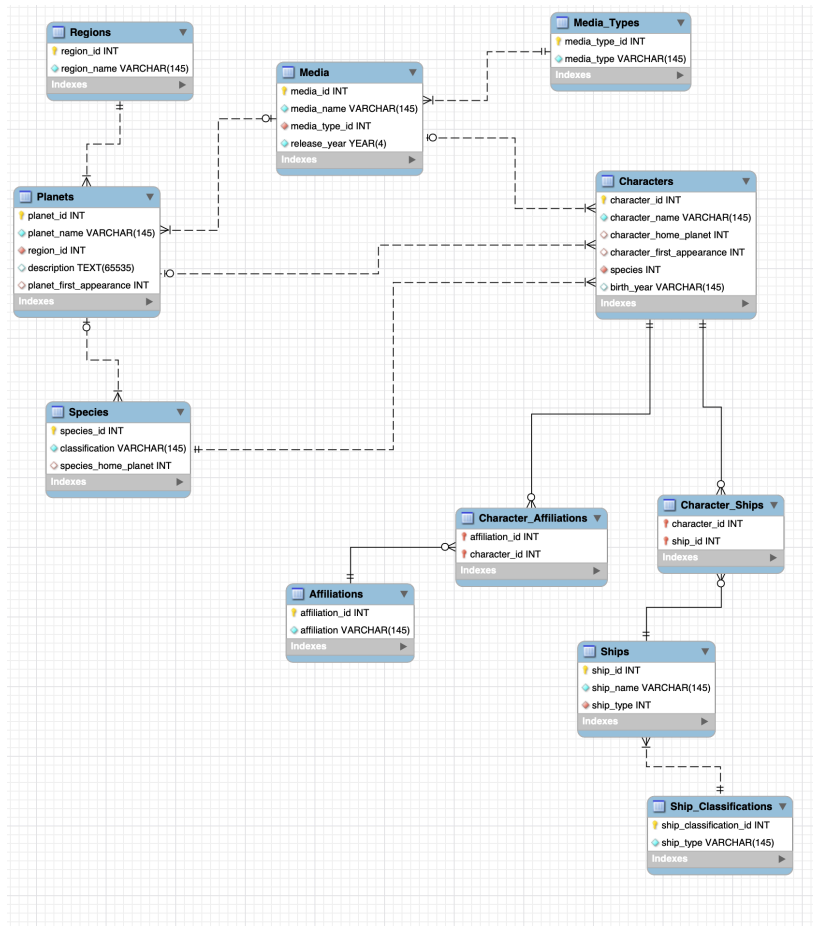 Regions
region_id INT
region_name VARCHAR(145)
Indexes
Media_Types
media_type_id INT
media_type VARCHAR(145)
Indexes
Media
media_id INT
media_name VARCHAR(145)
media_type_id INT
release_year YEAR(4)
Indexes
Planets
planet_id INT
planet_name VARCHAR(145)
region_id INT
description TEXT(65535)
planet_first_appearance INT
Indexes
Characters
character_id INT
character_name VARCHAR(145)
character_home_planet INT
character_first_appearance INT
species INT
birth_year VARCHAR(145)
Indexes
Species
species_id INT
classification VARCHAR(145)
species_home_planet INT
Indexes
Character_Affiliations
affiliation_id INT
character_id INT
Indexes
Character_Ships
character_id INT
ship_id INT
Indexes
Affiliations
affiliation_id INT
affiliation VARCHAR(145)
Indexes
Ships
ship_id INT
ship_name VARCHAR(145)
ship_type INT
Indexes
Ship_Classifications
ship_classification_id INT
ship_type VARCHAR(145)
Indexes